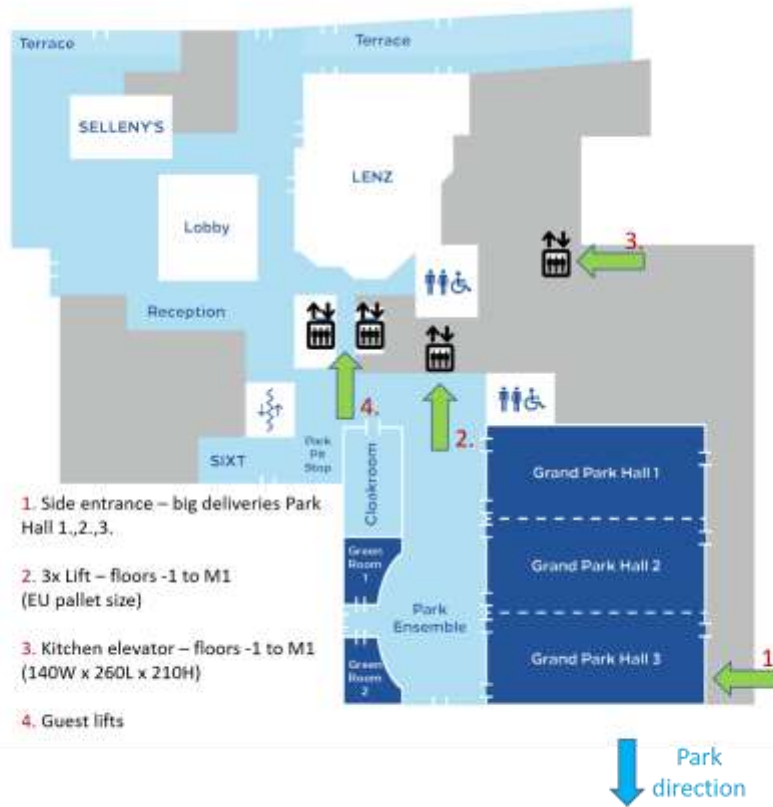 Terrace
Terrace
SELLENY'S
LENZ
Lobby
3.
Reception
4.
2.
SIXT
Park
Pit
Stop
Cloakroom
Grand Park Hall 1
1. Side entrance – big deliveries Park
Hall 1.,2.,3.
Green
Room
1
Grand Park Hall 2
2. 3x Lift – floors -1 to M1
(EU pallet size)
Park
Ensemble
3. Kitchen elevator – floors -1 to M1
(140W x 260L x 210H)
Green
Room
2
Grand Park Hall 3
1
4. Guest lifts
Park
direction